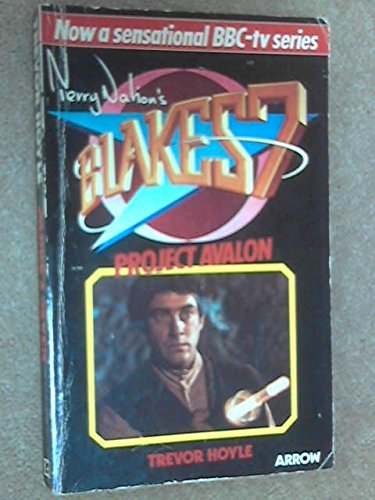 Now a sensational BBC-tv series
Terry Nation's
BLAKES 7
PROJECT AVALON
TREVOR HOYLE
ARROW